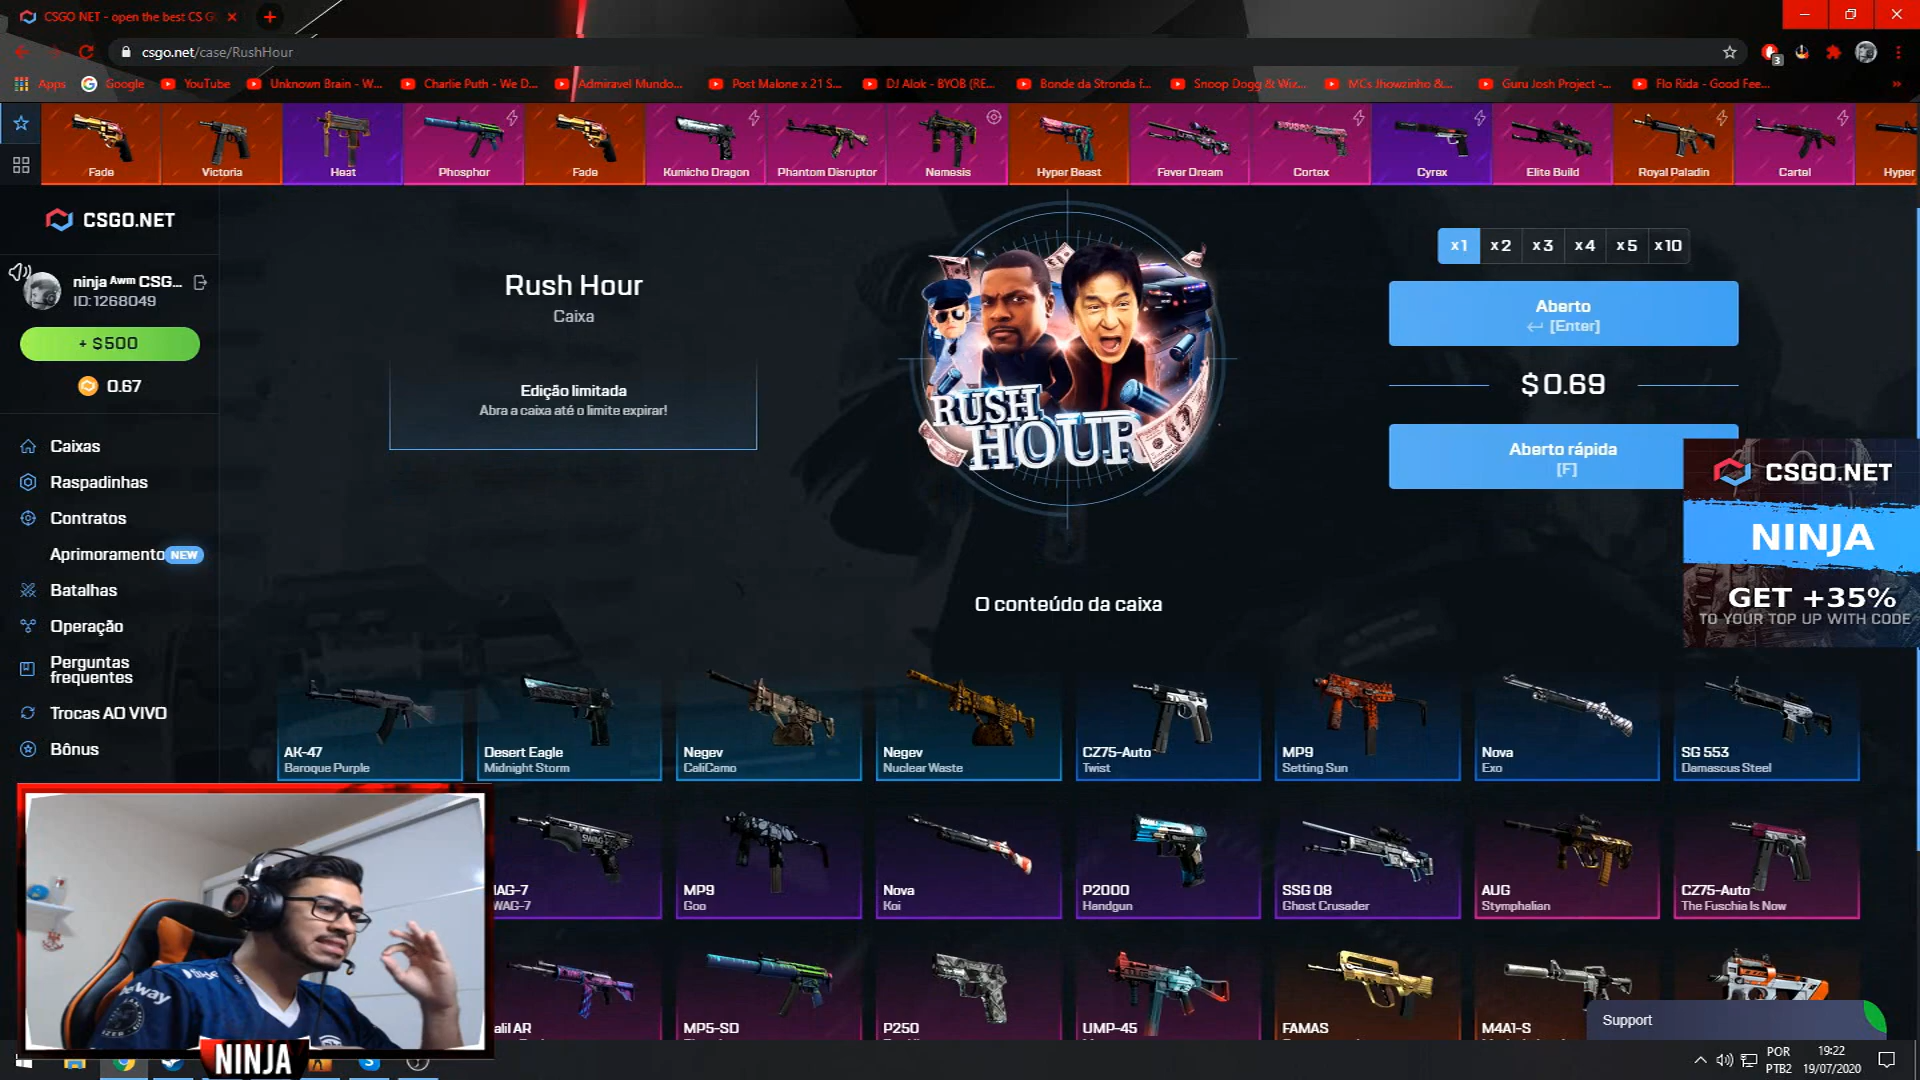 CSGO NET - open the best CS G
csgo.net/case/RushHour
3
Apps
Google
YouTube
Unknown Brain - W...
Charlie Puth - We D...
Admiravel Mundo...
Post Malone x 21 S...
DJ Alok - BYOB (RE...
Bonde da Stronda f...
Snoop Dogg & Wiz...
MCs Jhowzinho &...
Guru Josh Project -...
Flo Rida - Good Fee...
Fade
Victoria
Heat
Phosphor
Fade
Kumicho Dragon
Phantom Disruptor
Nemesis
Hyper Beast
Fever Dream
Cortex
Cyrex
Elite Build
Royal Paladin
Cartel
Hyper
CSGO.NET
ninja Awm CSG...
ID:1268049
+ $500
0.67
Caixas
Raspadinhas
Contratos
Aprimoramento NEW
Batalhas
Operação
Perguntas
frequentes
Trocas AO VIVO
Bônus
Rush Hour
Caixa
Edição limitada
Abra a caixa até o limite expirar!
RUSH
HOUR
x1 x2 x3 x4 x5 x10
Aberto
[Enter]
$0.69
Aberto rápida
[F]
CSGO.NET
NINJA
GET +35%
TO YOUR TOP UP WITH CODE
O conteúdo da caixa
AK-47
Baroque Purple
Desert Eagle
Midnight Storm
Negev
CaliCamo
Negev
Nuclear Waste
CZ75-Auto
Twist
MP9
Setting Sun
Nova
Exo
SG 553
Damascus Steel
MAG-7
SWAG-7
MP9
Goo
Nova
Koi
P2000
Handgun
SSG 08
Ghost Crusader
AUG
Stymphalian
CZ75-Auto
The Fuschia Is Now
Galil AR
MP5-SD
P250
UMP-45
FAMAS
M4A1-S
Support
NINJA
POR
PTB2
19:22
19/07/2020